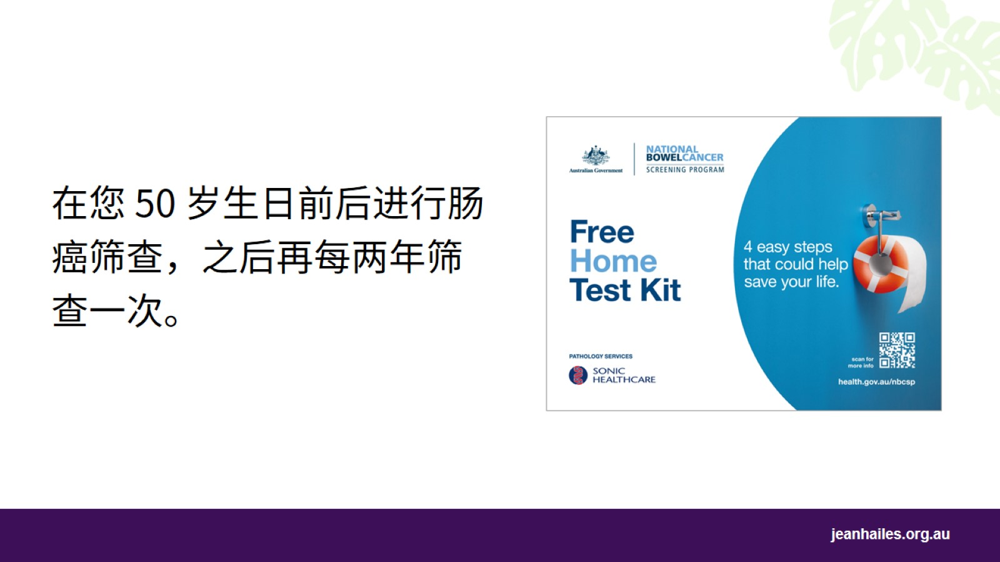 在您 50 岁生日前后进行肠
癌筛查，之后再每两年筛
查一次。
Australian Government
NATIONAL
BOWELCANCER
SCREENING PROGRAM
Free
Home
Test Kit
4 easy steps
that could help
save your life.
PATHOLOGY SERVICES
SONIC
HEALTHCARE
scan for
more info
health.gov.au/nbcsp
jeanhailes.org.au